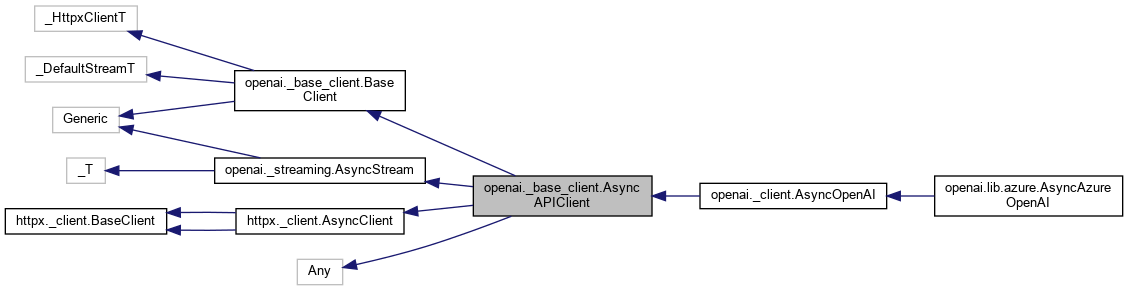 _HttpxClientT
_DefaultStreamT
openai._base_client.Base
Client
Generic
_T
openai._streaming.AsyncStream
openai._base_client.Async
APIClient
openai._client.AsyncOpenAI
openai.lib.azure.AsyncAzure
OpenAI
httpx._client.BaseClient
httpx._client.AsyncClient
Any